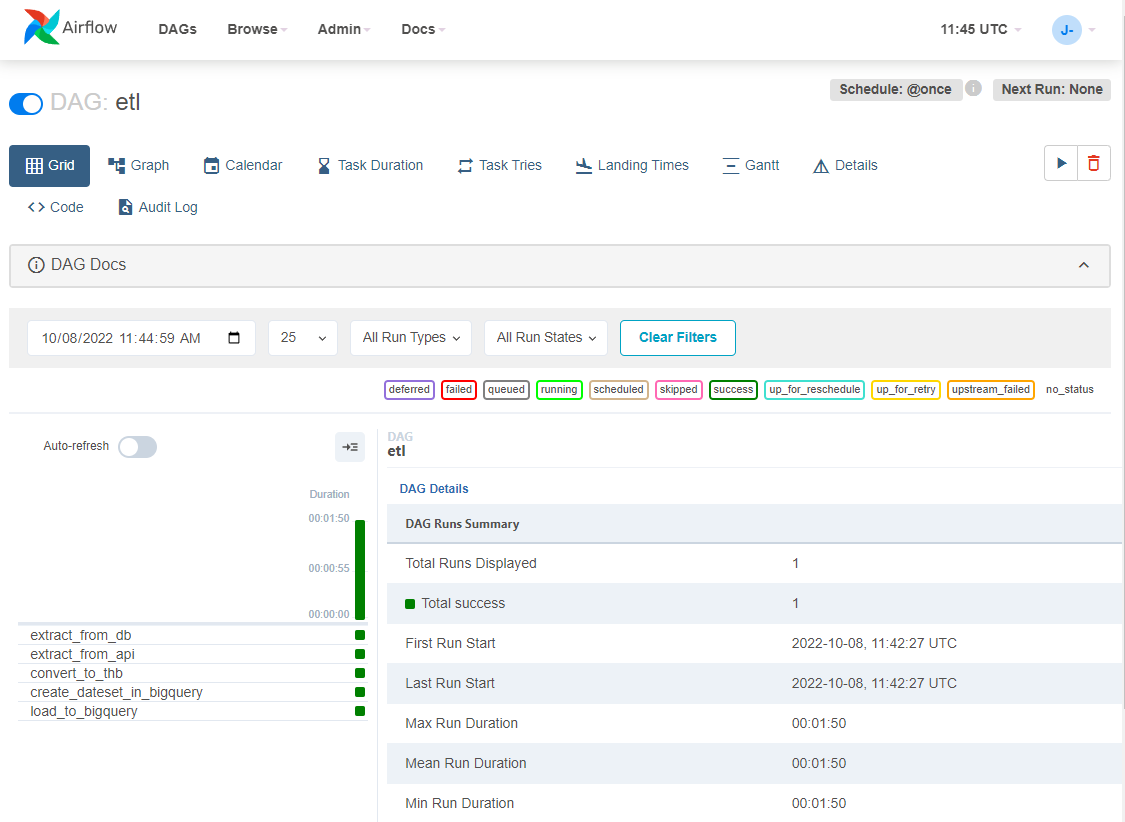 Airflow DAGs Browse Admin Docs 11:45 UTC J-
DAG: etl
Schedule: @once Next Run: None
Grid Graph Calendar Task Duration Task Tries Landing Times Gantt Details
Code Audit Log
DAG Docs
10/08/2022 11:44:59 AM 25 All Run Types All Run States Clear Filters
deferred failed queued running scheduled skipped success up_for_reschedule up_for_retry upstream_failed no_status
Auto-refresh
Duration
00:01:50
00:00:55
00:00:00
extract_from_db
extract_from_api
convert_to_thb
create_dateset_in_bigquery
load_to_bigquery
DAG
etl
DAG Details
DAG Runs Summary
Total Runs Displayed 1
Total success 1
First Run Start 2022-10-08, 11:42:27 UTC
Last Run Start 2022-10-08, 11:42:27 UTC
Max Run Duration 00:01:50
Mean Run Duration 00:01:50
Min Run Duration 00:01:50